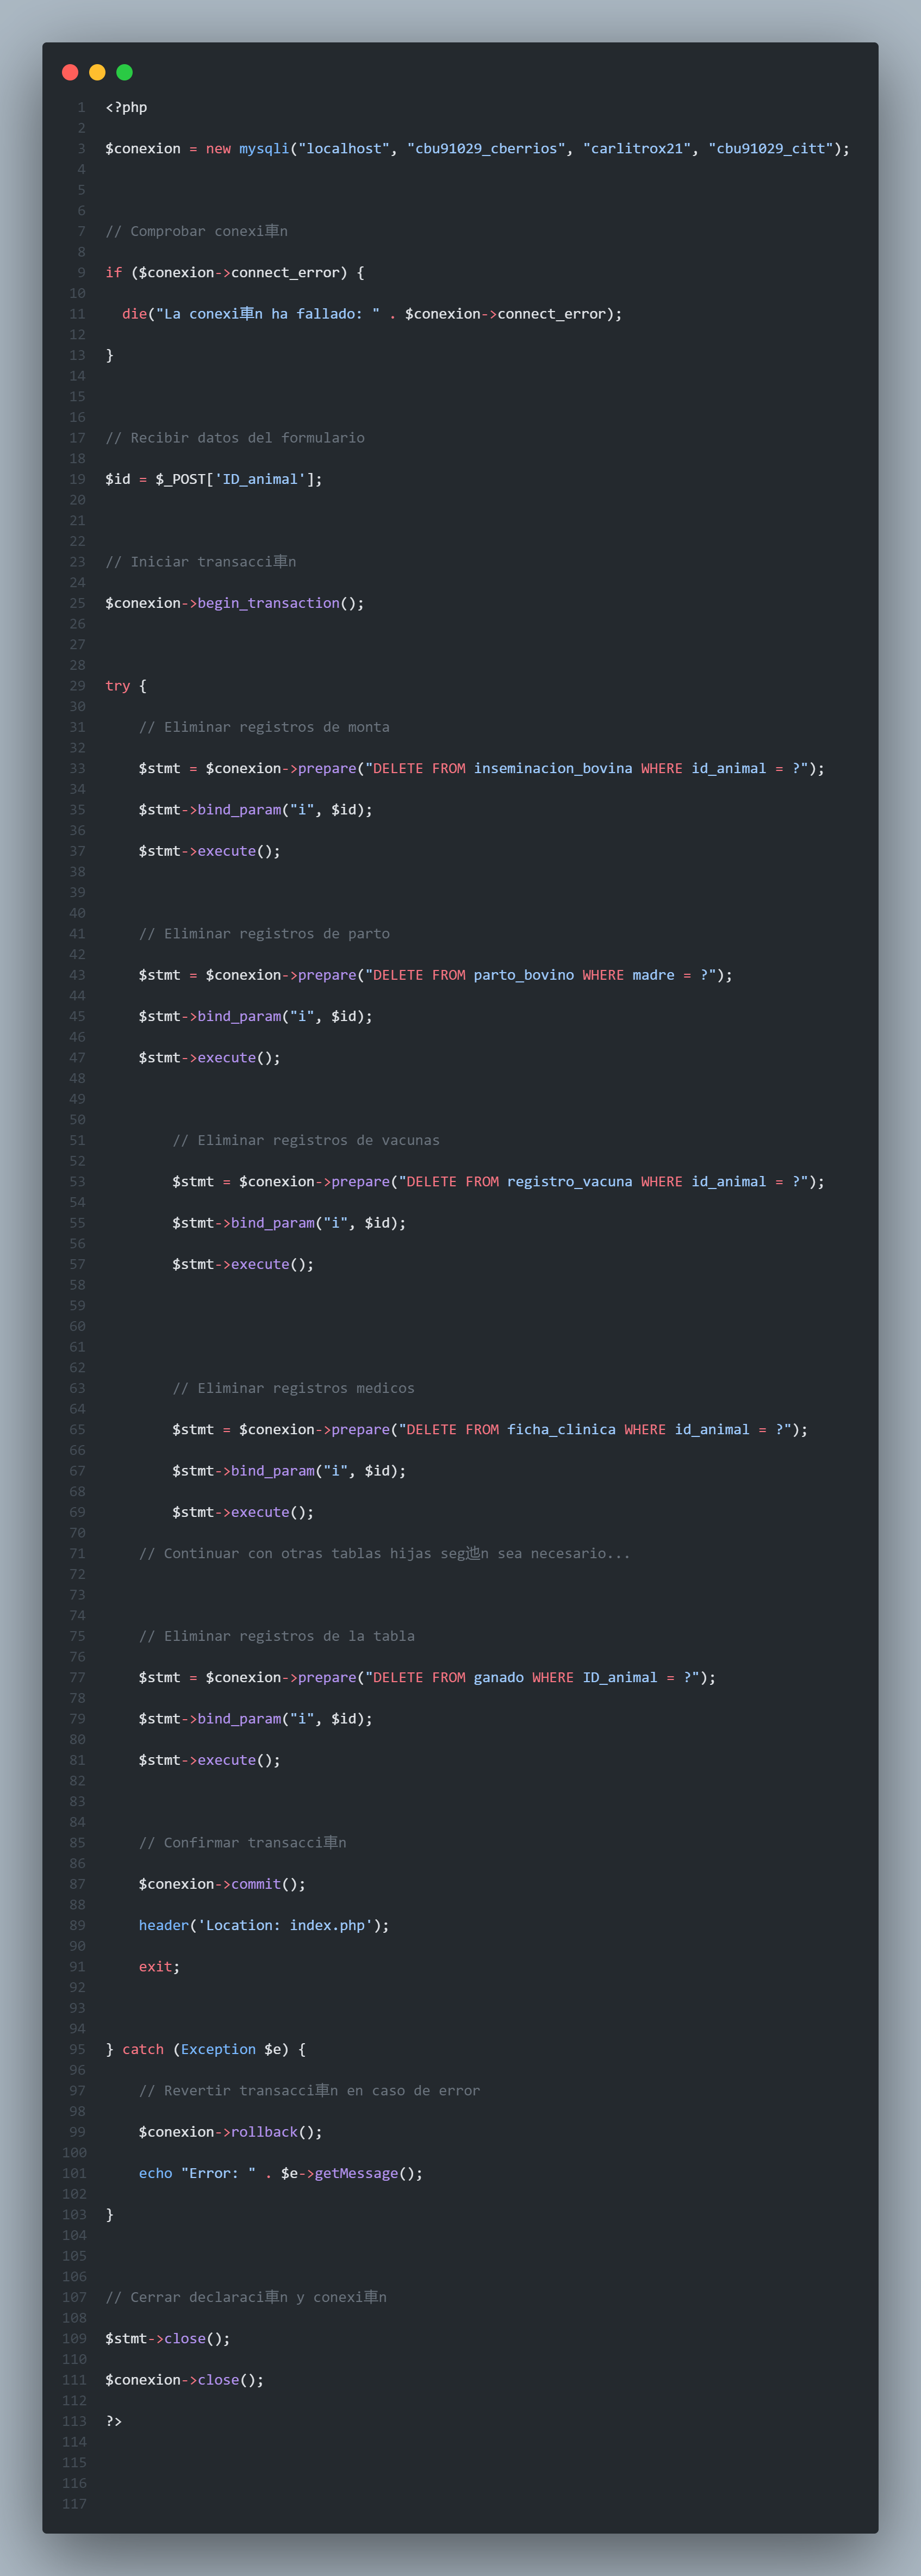 1 <?php
2
3 $conexion = new mysqli("localhost", "cbu91029_cberrios", "carlitrox21", "cbu91029_citt");
4
5
6
7 // Comprobar conexi車n
8
9 if ($conexion->connect_error) {
10
11   die("La conexi車n ha fallado: " . $conexion->connect_error);
12
13 }
14
15
16
17 // Recibir datos del formulario
18
19 $id = $_POST['ID_animal'];
20
21
22
23 // Iniciar transacci車n
24
25 $conexion->begin_transaction();
26
27
28
29 try {
30
31     // Eliminar registros de monta
32
33     $stmt = $conexion->prepare("DELETE FROM inseminacion_bovina WHERE id_animal = ?");
34
35     $stmt->bind_param("i", $id);
36
37     $stmt->execute();
38
39
40
41     // Eliminar registros de parto
42
43     $stmt = $conexion->prepare("DELETE FROM parto_bovino WHERE madre = ?");
44
45     $stmt->bind_param("i", $id);
46
47     $stmt->execute();
48
49
50
51         // Eliminar registros de vacunas
52
53         $stmt = $conexion->prepare("DELETE FROM registro_vacuna WHERE id_animal = ?");
54
55         $stmt->bind_param("i", $id);
56
57         $stmt->execute();
58
59
60
61
62
63         // Eliminar registros medicos
64
65         $stmt = $conexion->prepare("DELETE FROM ficha_clinica WHERE id_animal = ?");
66
67         $stmt->bind_param("i", $id);
68
69         $stmt->execute();
70
71     // Continuar con otras tablas hijas seg迆n sea necesario...
72
73
74
75     // Eliminar registros de la tabla
76
77     $stmt = $conexion->prepare("DELETE FROM ganado WHERE ID_animal = ?");
78
79     $stmt->bind_param("i", $id);
80
81     $stmt->execute();
82
83
84
85     // Confirmar transacci車n
86
87     $conexion->commit();
88
89     header('Location: index.php');
90
91     exit;
92
93
94
95 } catch (Exception $e) {
96
97     // Revertir transacci車n en caso de error
98
99     $conexion->rollback();
100
101     echo "Error: " . $e->getMessage();
102
103 }
104
105
106
107 // Cerrar declaraci車n y conexi車n
108
109 $stmt->close();
110
111 $conexion->close();
112
113 ?>
114
115
116
117